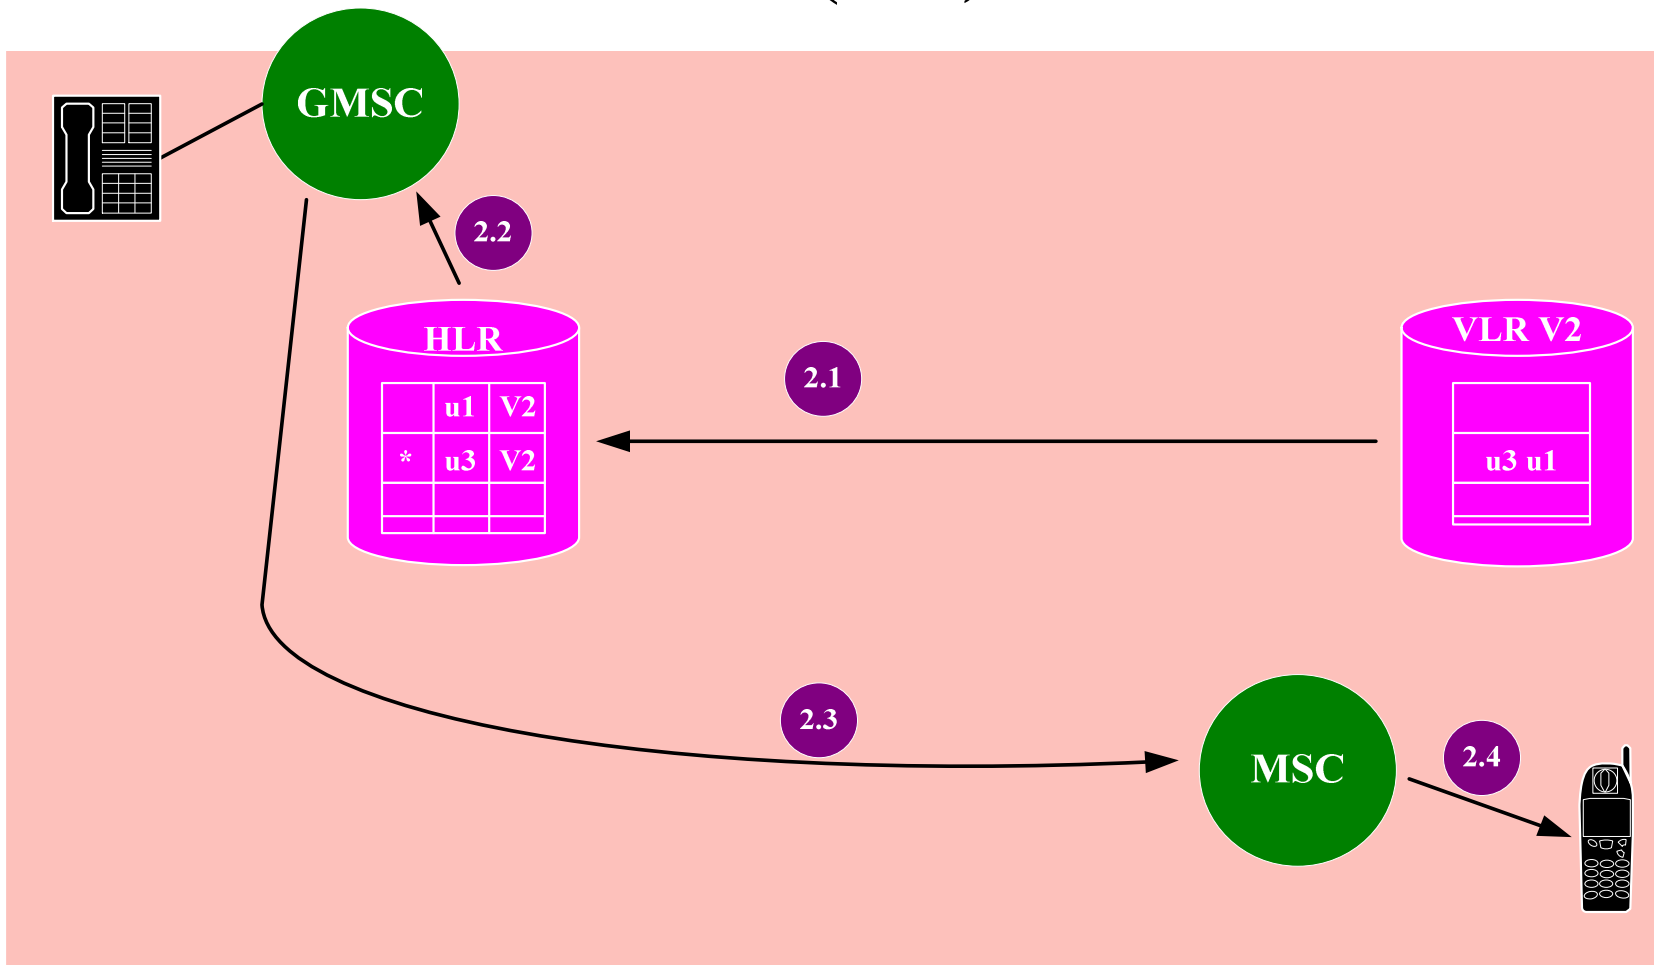 GMSC
2.2
HLR
VLR V2
2.1
u1 V2
* u3 V2
u3 u1
2.3
MSC
2.4